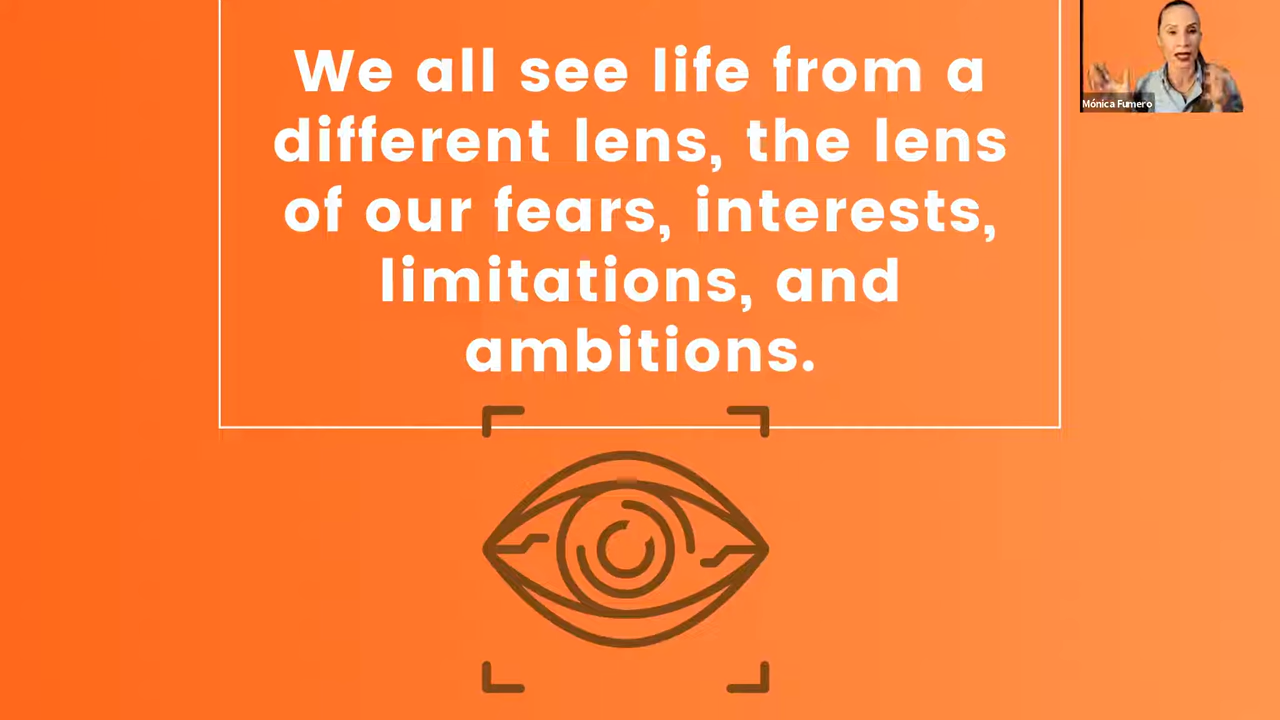 We all see life from a
different lens, the lens
of our fears, interests,
limitations, and
ambitions.
Mónica Fumero